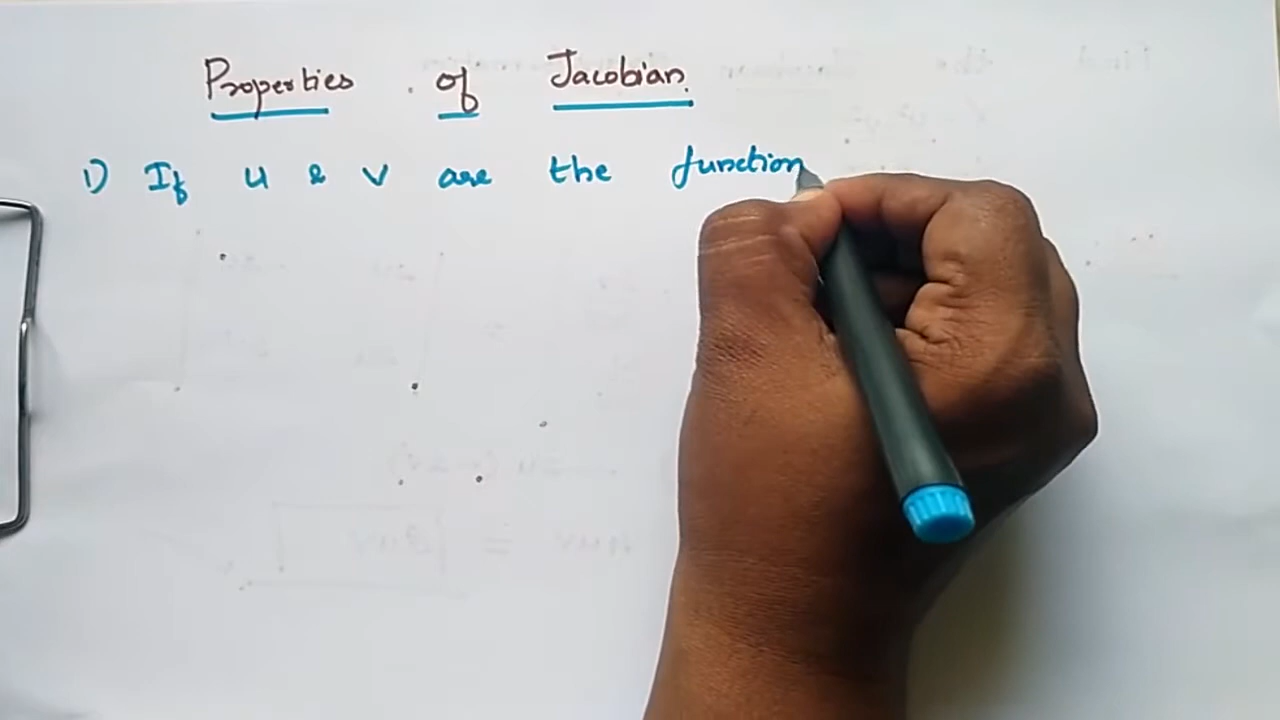 Properties of Jacobian
1) If u & v are the function